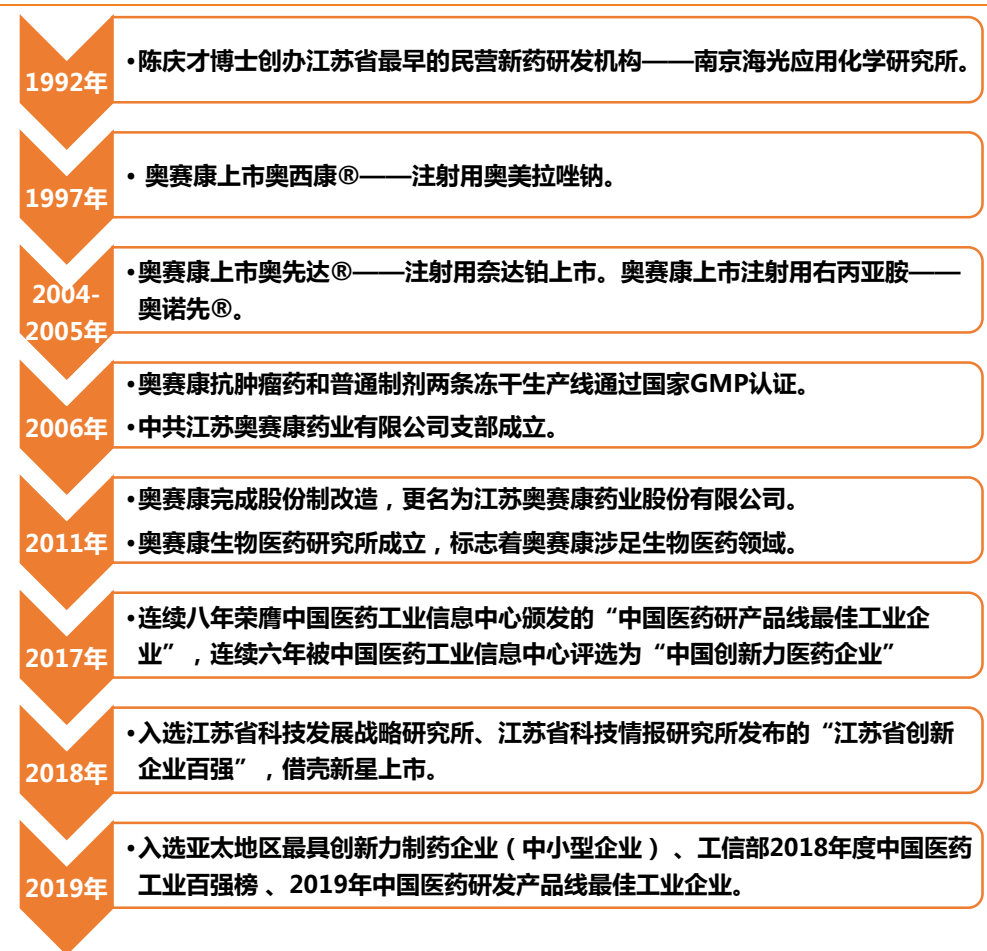 1992年
•陈庆才博士创办江苏省最早的民营新药研发机构——南京海光应用化学研究所。
1997年
• 奥赛康上市奥西康®——注射用奥美拉唑钠。
2004-
2005年
•奥赛康上市奥先达®——注射用奈达铂上市。奥赛康上市注射用右丙亚胺——
奥诺先®。
2006年
•奥赛康抗肿瘤药和普通制剂两条冻干生产线通过国家GMP认证。
•中共江苏奥赛康药业有限公司支部成立。
2011年
•奥赛康完成股份制改造，更名为江苏奥赛康药业股份有限公司。
•奥赛康生物医药研究所成立，标志着奥赛康涉足生物医药领域。
2017年
•连续八年荣膺中国医药工业信息中心颁发的“中国医药研产品线最佳工业企
业”，连续六年被中国医药工业信息中心评选为“中国创新力医药企业”
2018年
•入选江苏省科技发展战略研究所、江苏省科技情报研究所发布的“江苏省创新
企业百强”，借壳新星上市。
2019年
•入选亚太地区最具创新力制药企业（中小型企业）、工信部2018年度中国医药
工业百强榜、2019年中国医药研发产品线最佳工业企业。